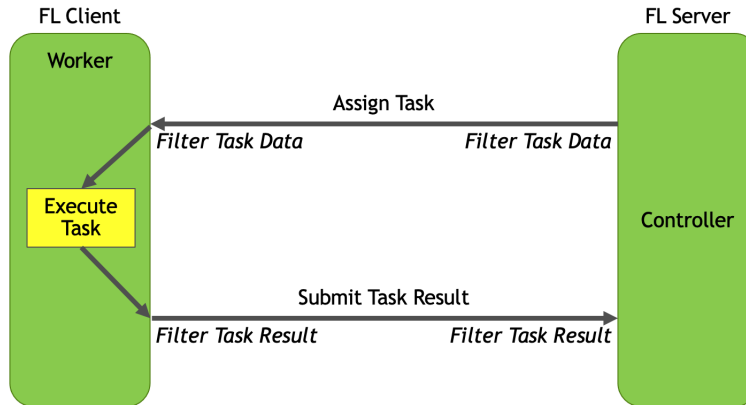 FL Client
FL Server
Worker
Assign Task
Filter Task Data
Filter Task Data
Execute
Task
Controller
Submit Task Result
Filter Task Result
Filter Task Result